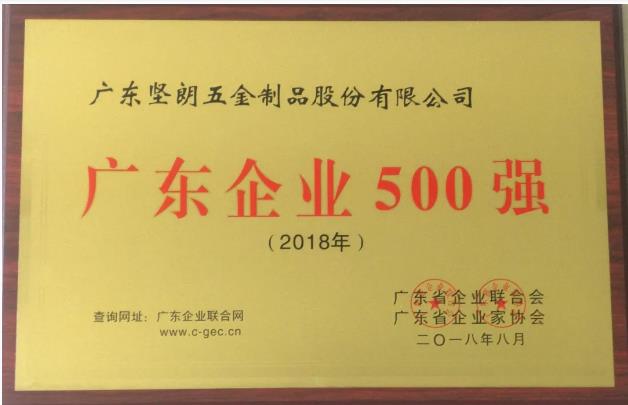 广东坚朗五金制品股份有限公司
广东企业500强
（2018年）
广东省企业联合会
广东省企业家协会
二〇一八年八月
查询网址：广东企业联合网
www.c-gec.cn